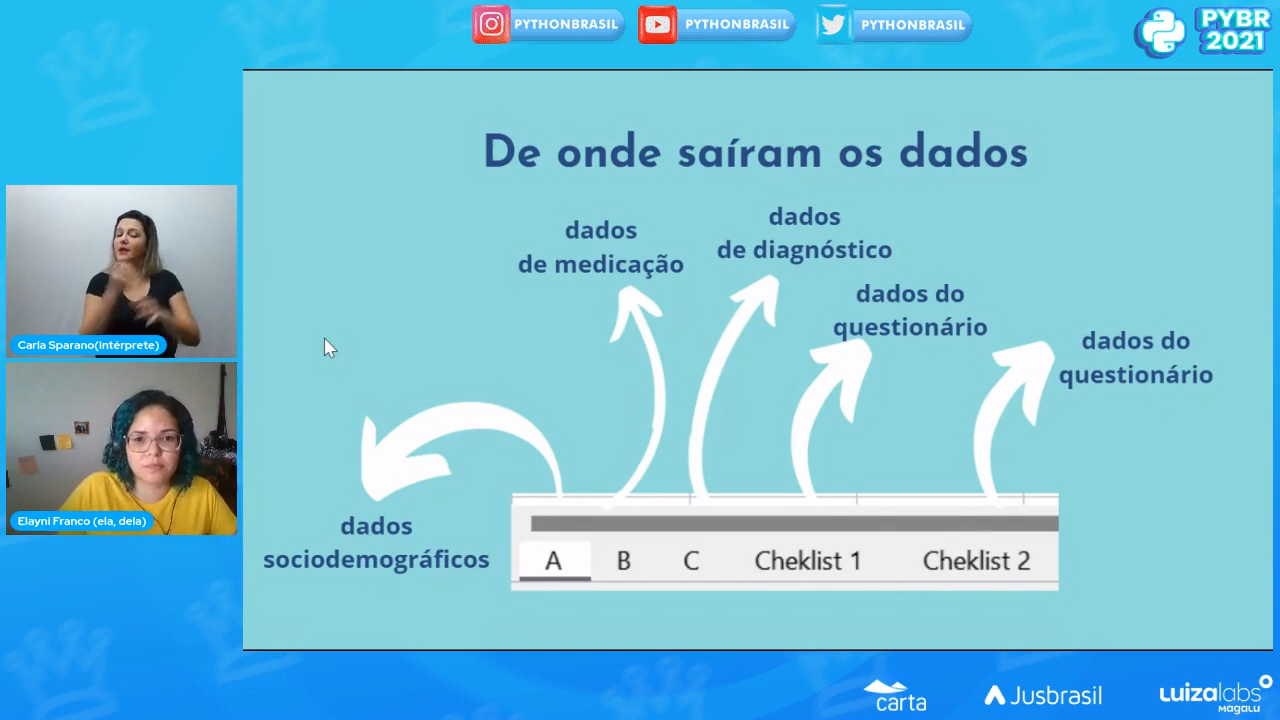 PYTHONBRASIL
PYTHONBRASIL
PYTHONBRASIL
PYBR
2021
De onde saíram os dados
dados
de medicação
dados
de diagnóstico
dados do
questionário
dados do
questionário
dados
sociodemográficos
A
B
C
Cheklist 1
Cheklist 2
Carla Sparano(intérprete)
Elayni Franco (ela, dela)
carta
Jusbrasil
LUIZAlabs
MAGALU